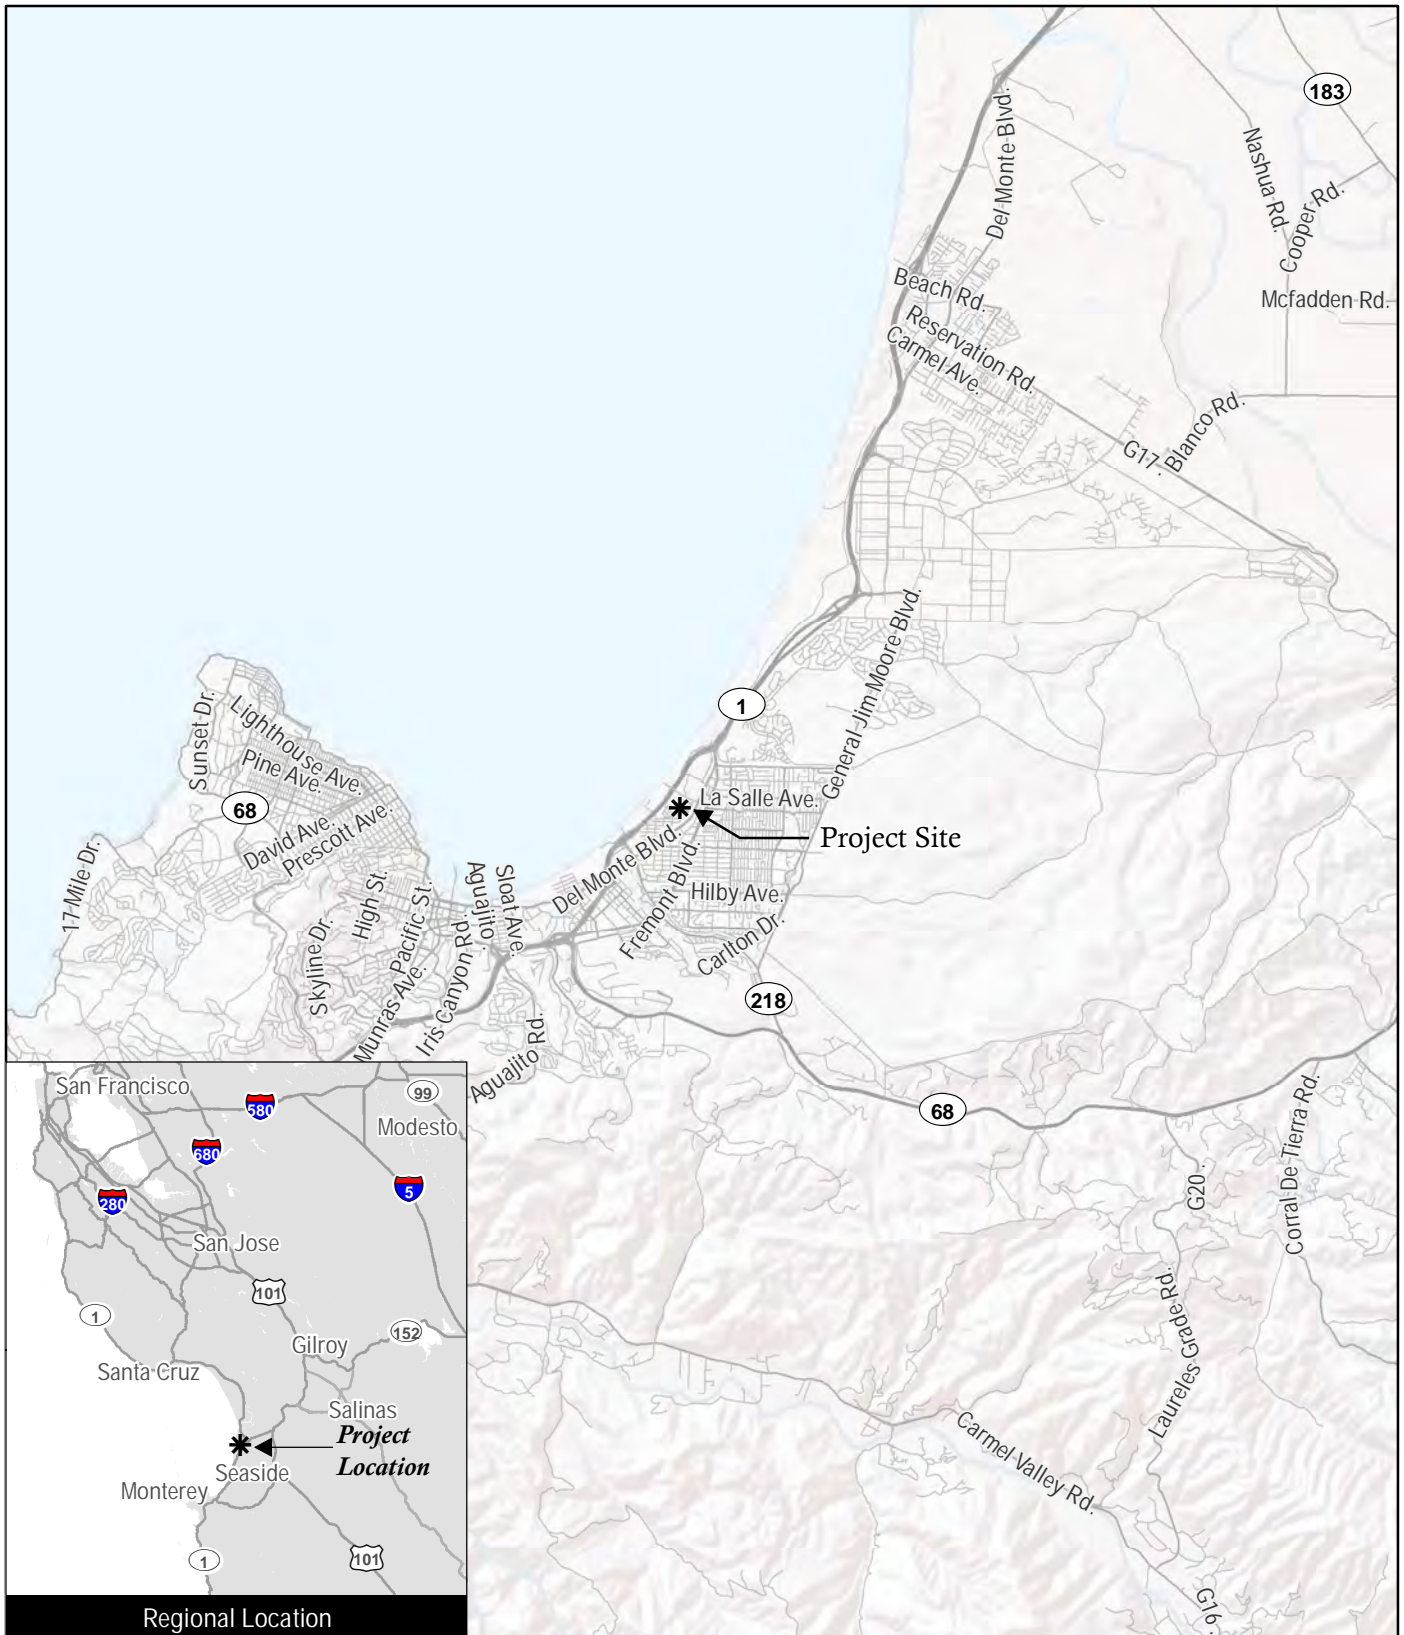 183
Del Monte Blvd.
Nashua Rd.
Cooper Rd.
Mcfadden Rd.
Beach Rd.
Reservation Rd.
Carmel Ave.
Blanco Rd.
G17
General Jim Moore Blvd.
1
Sunset Dr.
Lighthouse Ave.
Pine Ave.
68
David Ave.
Prescott Ave.
La Salle Ave.
Project Site
17 Mile Dr.
Del Monte Blvd.
Fremont Blvd.
Hilby Ave.
Carlton Dr.
Sloat Ave.
Aguajito
High St.
Pacific St.
Skyline Dr.
Munras Ave.
Iris Canyon Rd
Aguajito Rd.
218
68
Corral De Tierra Rd.
G20
Laureles Grade Rd.
Carmel Valley Rd.
G16
San Francisco
580
99
Modesto
680
5
280
San Jose
101
1
152
Gilroy
Santa Cruz
Salinas
Project
Location
Seaside
Monterey
1
101
Regional Location